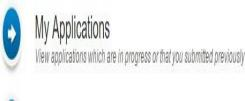 My Applications
View applications which are in progress or that you submitted previously